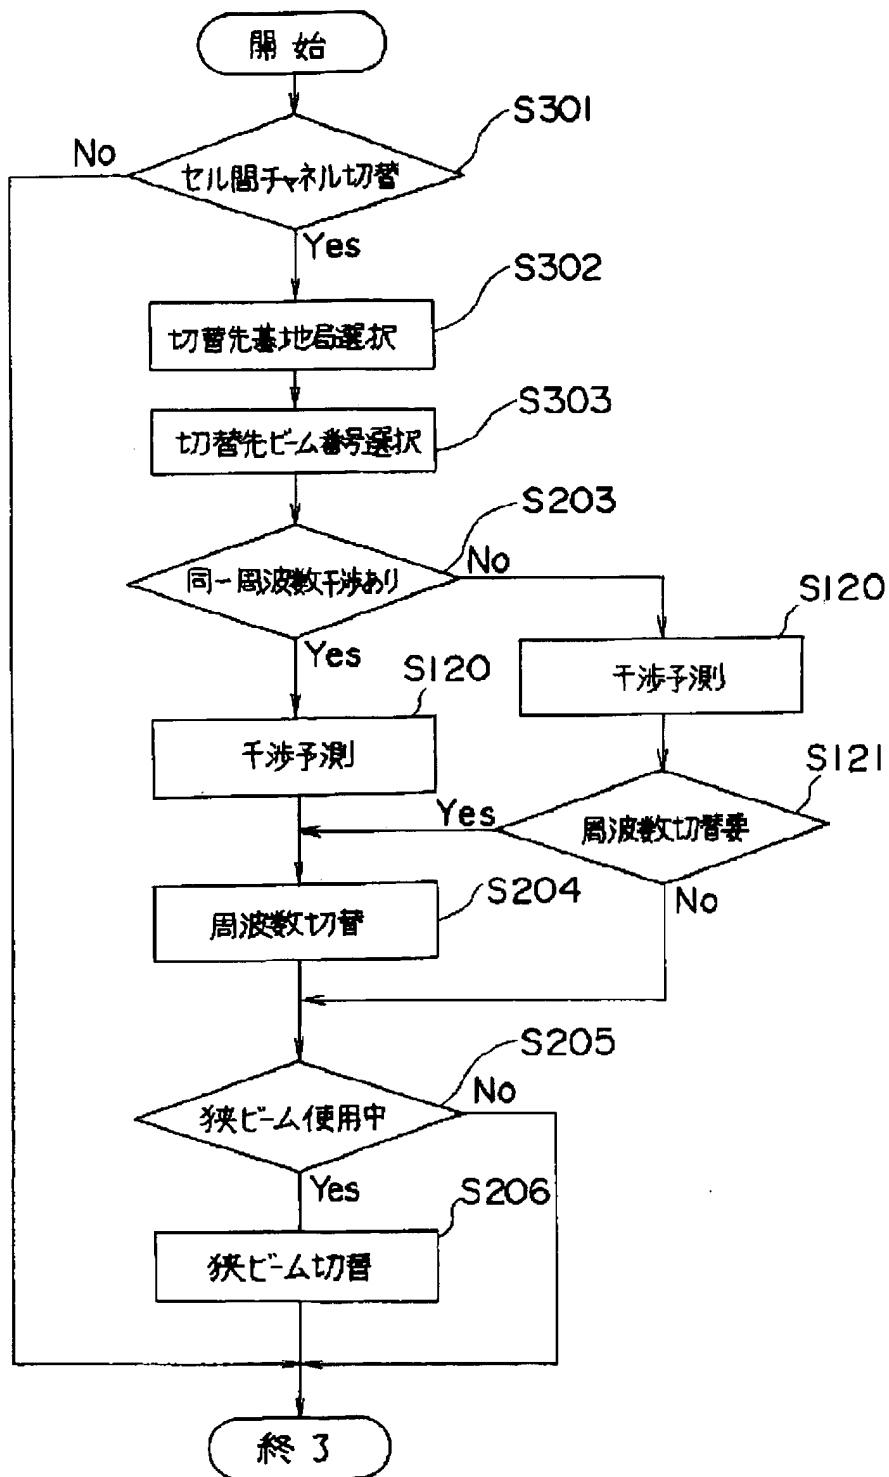 開始
S301
No
セル間チャネル切替
Yes
S302
切替先基地局選択
S303
切替先ビーム番号選択
S203
同一周波数干渉あり
No
Yes
S120
干渉予測
S120
干渉予測
S121
周波数切替要
Yes
No
S204
周波数切替
S205
狭ビーム使用中
No
Yes
S206
狭ビーム切替
終了